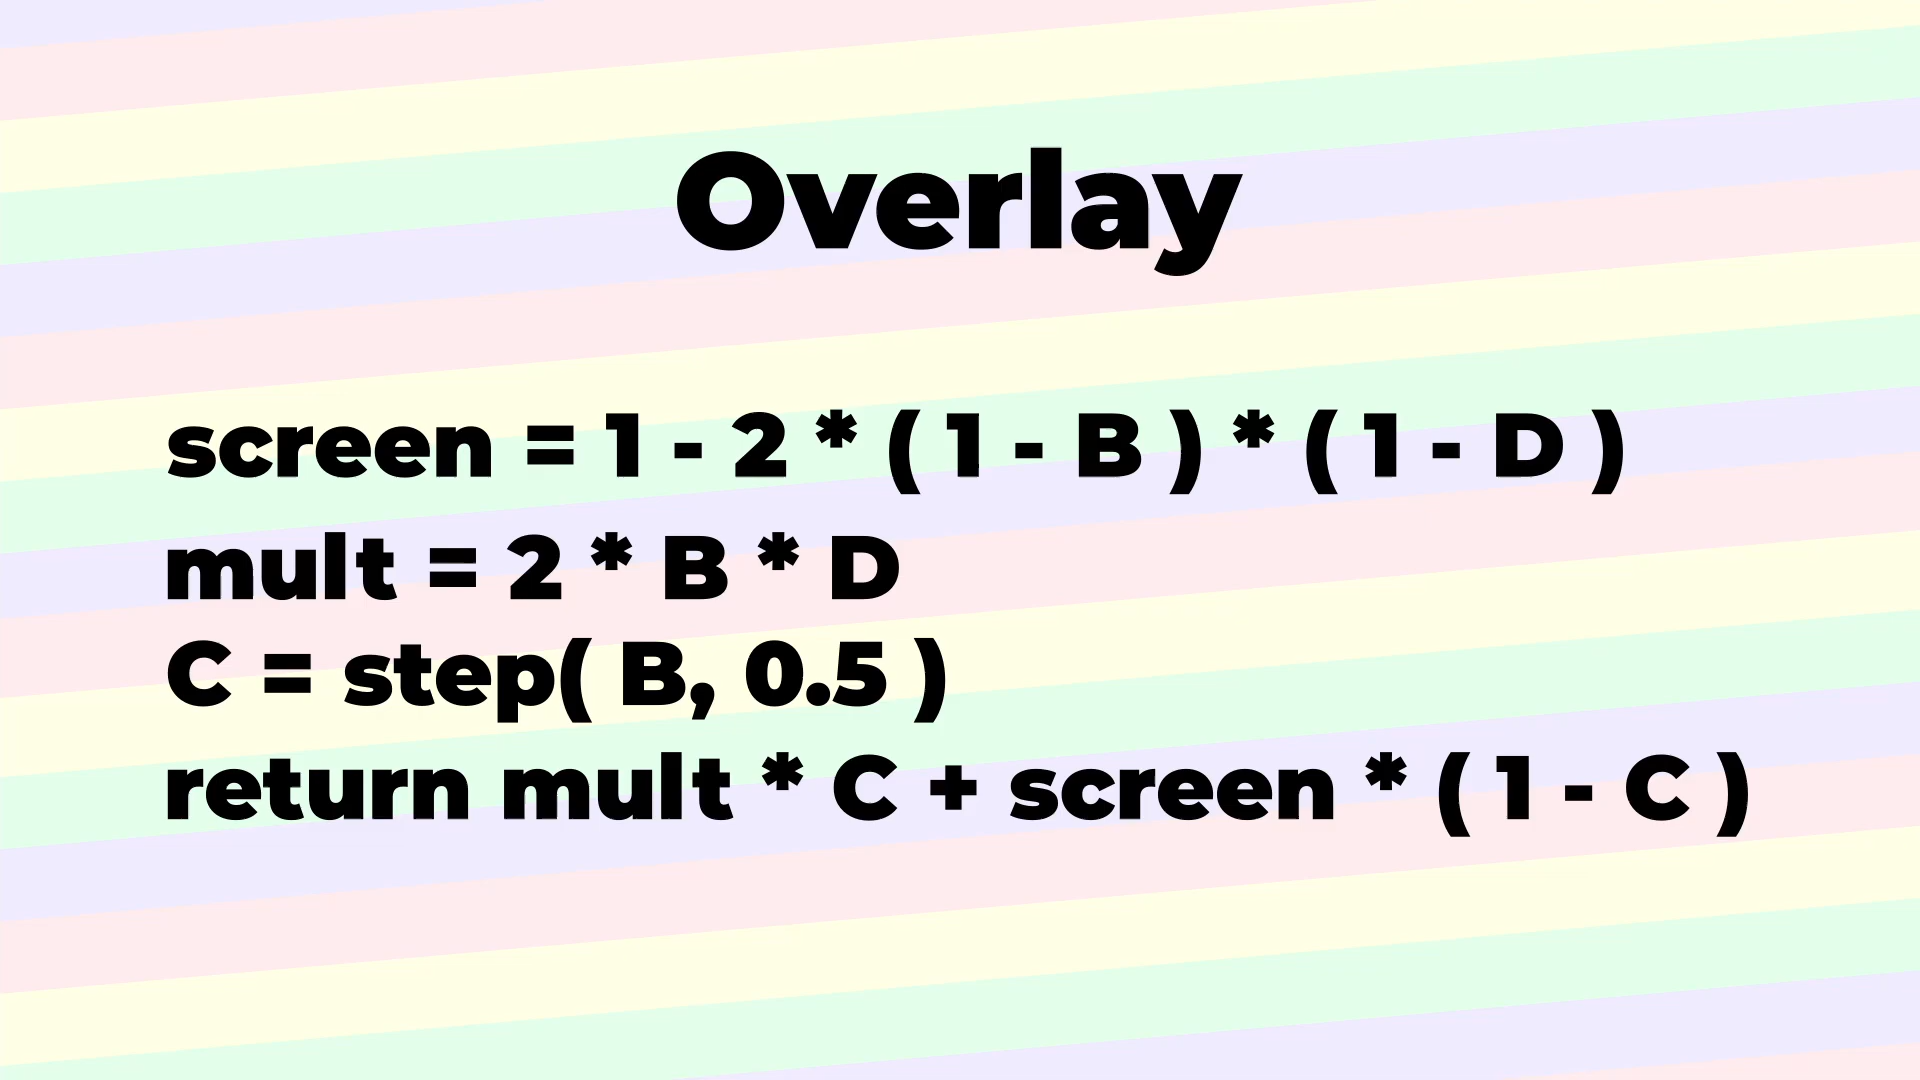 Overlay
screen = 1 - 2 * ( 1 - B ) * ( 1 - D )
mult = 2 * B * D
C = step( B, 0.5 )
return mult * C + screen * ( 1 - C )